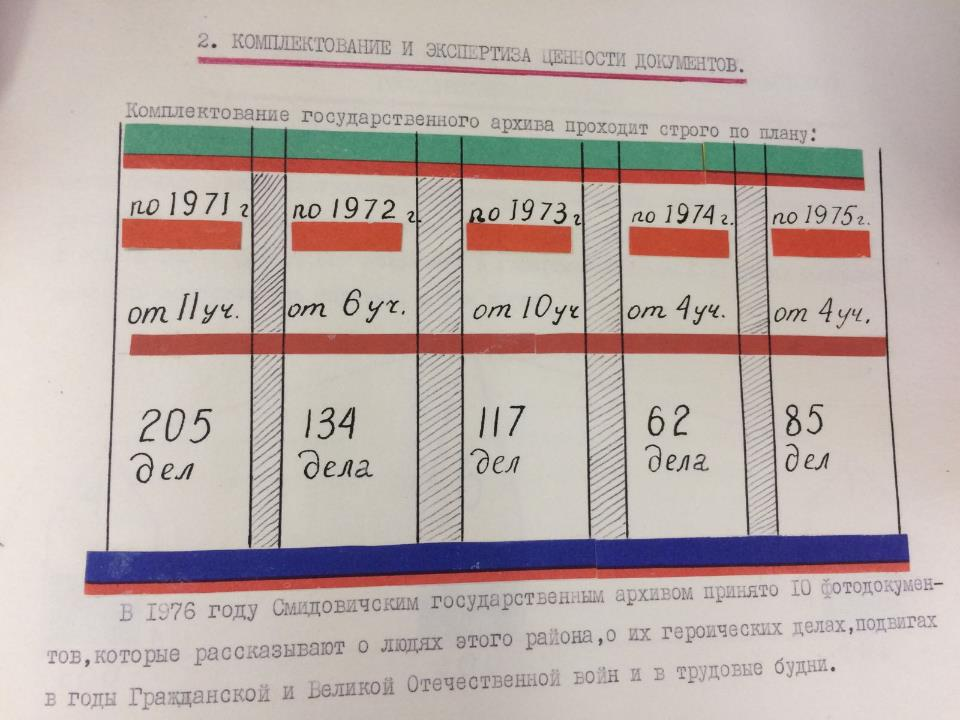 2. КОМПЛЕКТОВАНИЕ И ЭКСПЕРТИЗА ЦЕННОСТИ ДОКУМЕНТОВ.
Комплектование государственного архива проходит строго по плану:
по 1971 г по 1972 г. по 1973 г по 1974 г. по 1975 г.
от 11 уч. от 6 уч. от 10 уч от 4 уч. от 4 уч.
205 134 117 62 85
дел дела дел дела дел
В 1976 году Смидовичским государственным архивом принято 10 фотодокумен-
тов,которые рассказывают о людях этого района,о их героических делах,подвигах
в годы Гражданской и Великой Отечественной войн и в трудовые будни.